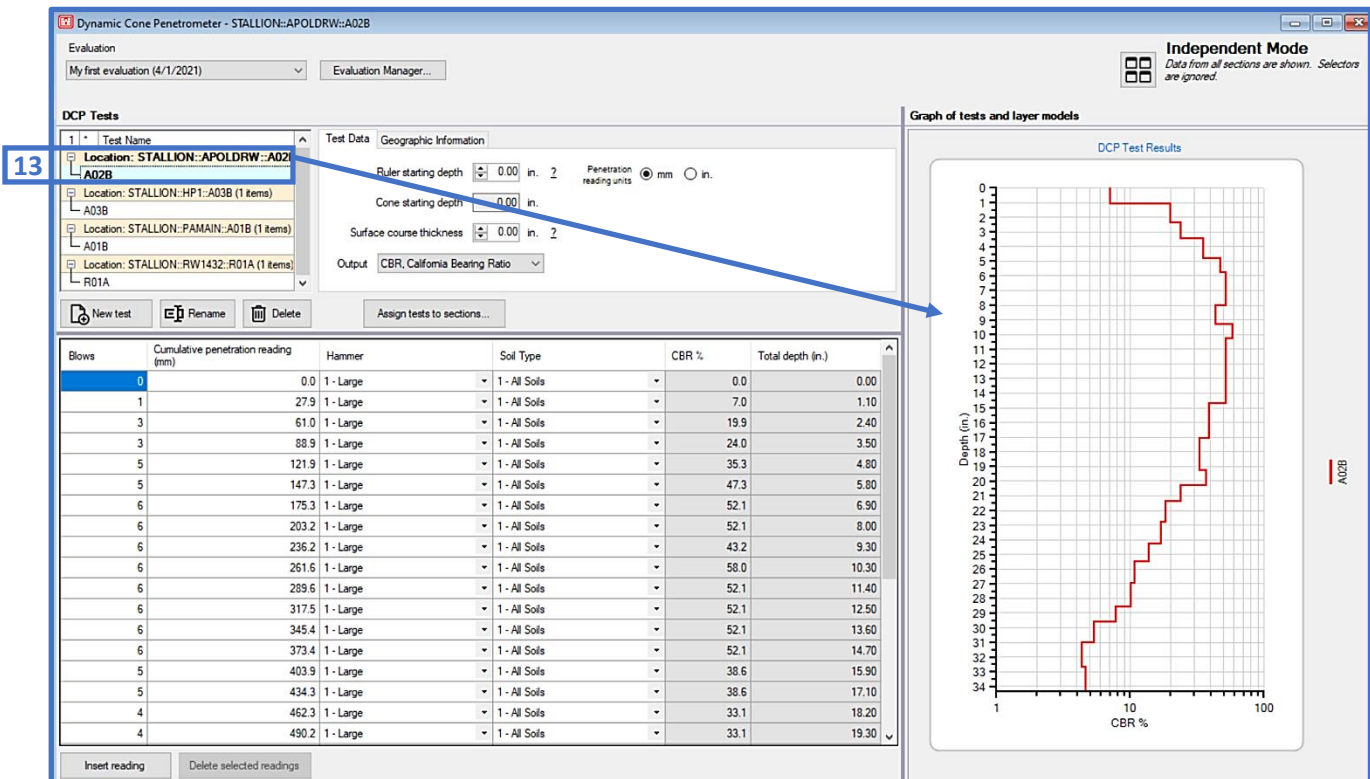 Dynamic Cone Penetrometer - STALLION::APOLDRW::A02B
Evaluation
My first evaluation (4/1/2021)
Evaluation Manager...
Independent Mode
Data from all sections are shown. Selectors
are ignored.
DCP Tests
Graph of tests and layer models
13
1 * Test Name
Location: STALLION::APOLDRW::A02
A02B
Location: STALLION::HP1::A03B (1 items)
A03B
Location: STALLION::PAMAIN::A01B (1 items)
A01B
Location: STALLION::RW1432::R01A (1 items)
R01A
Test Data Geographic Information
Ruler starting depth 0.00 in. ? Penetration reading units mm in.
Cone starting depth 0.00 in.
Surface course thickness 0.00 in. ?
Output CBR, California Bearing Ratio
New test Rename Delete Assign tests to sections...
Blows Cumulative penetration reading (mm) Hammer Soil Type CBR % Total depth (in.)
0 0.0 1 - Large 1 - All Soils 0.0 0.00
1 27.9 1 - Large 1 - All Soils 7.0 1.10
3 61.0 1 - Large 1 - All Soils 19.9 2.40
3 88.9 1 - Large 1 - All Soils 24.0 3.50
5 121.9 1 - Large 1 - All Soils 35.3 4.80
5 147.3 1 - Large 1 - All Soils 47.3 5.80
6 175.3 1 - Large 1 - All Soils 52.1 6.90
6 203.2 1 - Large 1 - All Soils 52.1 8.00
6 236.2 1 - Large 1 - All Soils 43.2 9.30
6 261.6 1 - Large 1 - All Soils 58.0 10.30
6 289.6 1 - Large 1 - All Soils 52.1 11.40
6 317.5 1 - Large 1 - All Soils 52.1 12.50
6 345.4 1 - Large 1 - All Soils 52.1 13.60
6 373.4 1 - Large 1 - All Soils 52.1 14.70
5 403.9 1 - Large 1 - All Soils 38.6 15.90
5 434.3 1 - Large 1 - All Soils 38.6 17.10
4 462.3 1 - Large 1 - All Soils 33.1 18.20
4 490.2 1 - Large 1 - All Soils 33.1 19.30
Insert reading Delete selected readings
DCP Test Results
Depth (in.)
0
1
2
3
4
5
6
7
8
9
10
11
12
13
14
15
16
17
18
19
20
21
22
23
24
25
26
27
28
29
30
31
32
33
34
1 10 100
CBR %
A02B